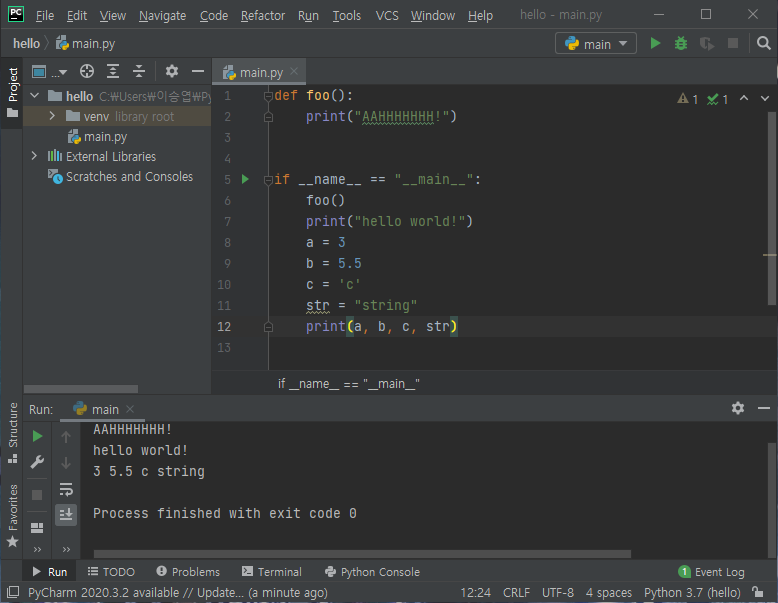 PC File Edit View Navigate Code Refactor Run Tools VCS Window Help hello - main.py
hello main.py main
Project ... main.py
hello C:₩Users₩이승엽₩Py
venv library root
main.py
External Libraries
Scratches and Consoles
1 def foo():
2 print("AAHHHHHHH!")
3
4
5 if __name__ == "__main__":
6 foo()
7 print("hello world!")
8 a = 3
9 b = 5.5
10 c = 'c'
11 str = "string"
12 print(a, b, c, str)
13
1 1
if __name__ == "__main__"
Structure
Favorites
Run: main
AAHHHHHHH!
hello world!
3 5.5 c string
Process finished with exit code 0
Run TODO Problems Terminal Python Console 1 Event Log
PyCharm 2020.3.2 available // Update... (a minute ago) 12:24 CRLF UTF-8 4 spaces Python 3.7 (hello)